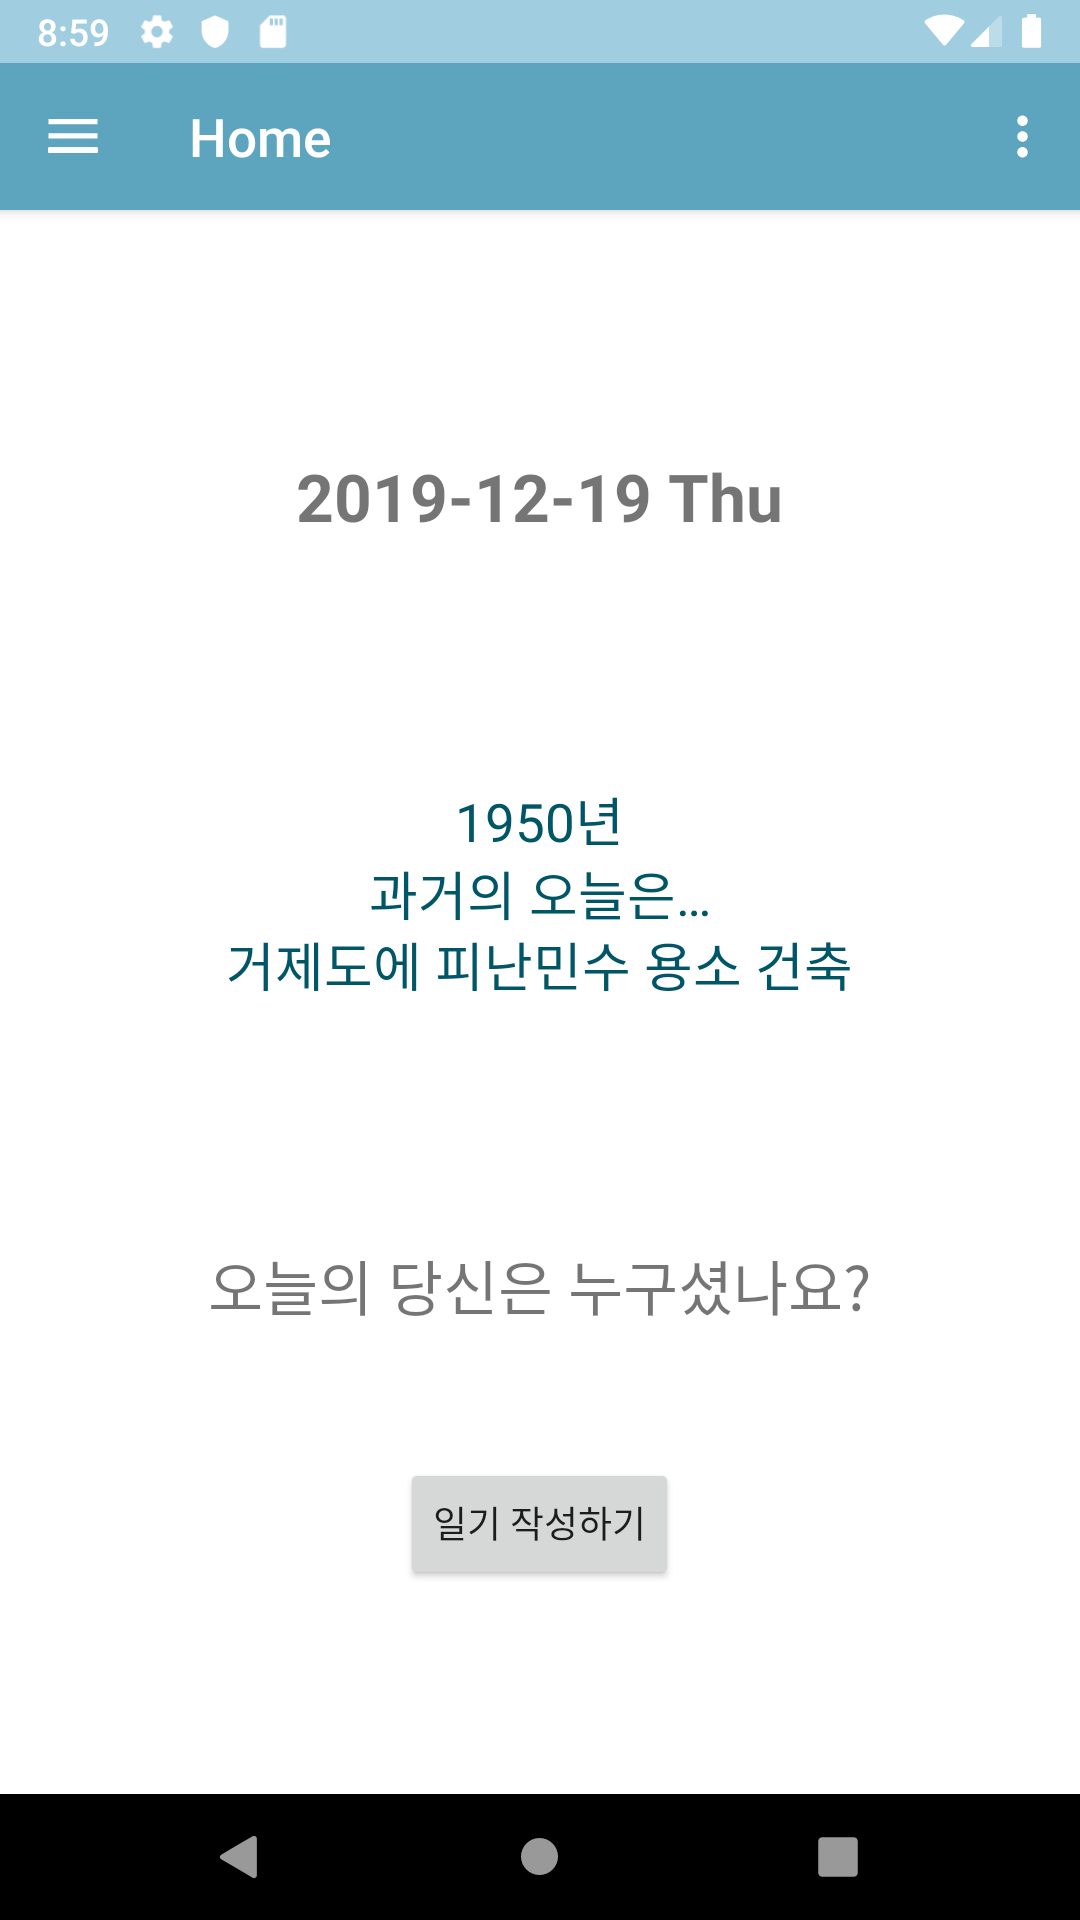 8:59
Home
2019-12-19 Thu
1950년
과거의 오늘은...
거제도에 피난민수 용소 건축
오늘의 당신은 누구셨나요?
일기 작성하기